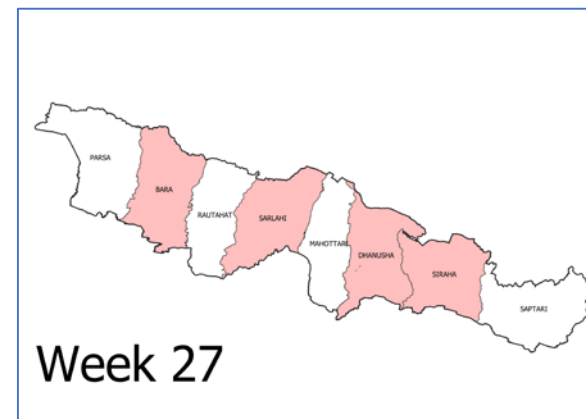 PARSA
BARA
RAUTAHAT
SARLAHI
MAHOTTARI
DHANUSHA
SIRAHA
SAPTARI
Week 27